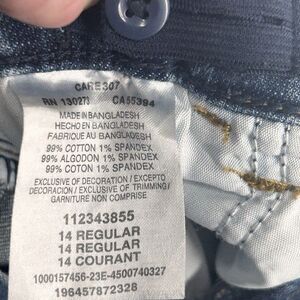 CARE307
RN 130273 CA55394
MADE IN BANGLADESH
HECHO EN BANGLADESH
FABRIQUÉ AU BANGLADESH
99% COTTON 1% SPANDEX
99% ALGODON 1% SPANDEX
99% COTON 1% SPANDEX
EXCLUSIVE OF DECORATION / EXCEPTO
DECORACION / EXCLUSIVE OF TRIMMING/
GARNITURE NON COMPRISE
112343855
14 REGULAR
14 REGULAR
14 COURANT
1000157456-23E-4500740327
196457872328